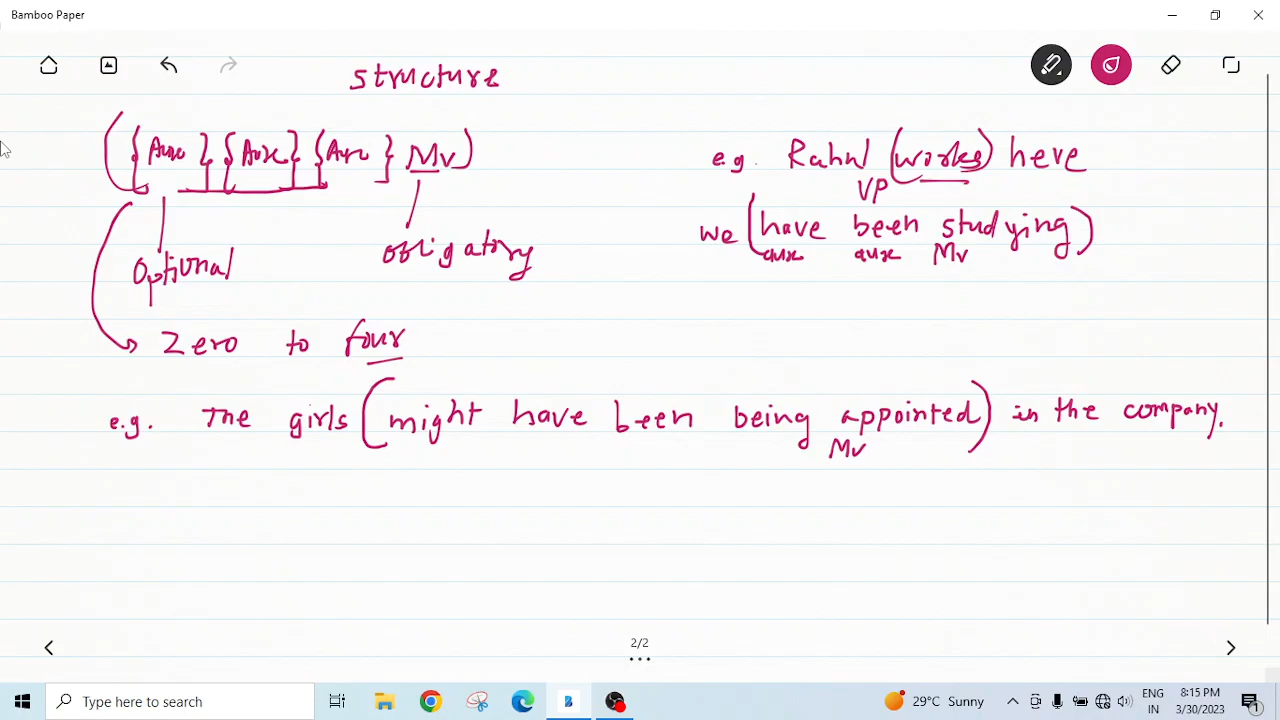 Bamboo Paper
structure
({Aux} {Aux} {Aux} Mv)
e.g. Rahul (works) here
VP
we (have been studying)
aux aux Mv
Optional
obligatory
Zero to four
e.g. The girls (might have been being appointed) in the company.
Mv
2/2
Type here to search
29°C Sunny
ENG
IN
8:15 PM
3/30/2023
1